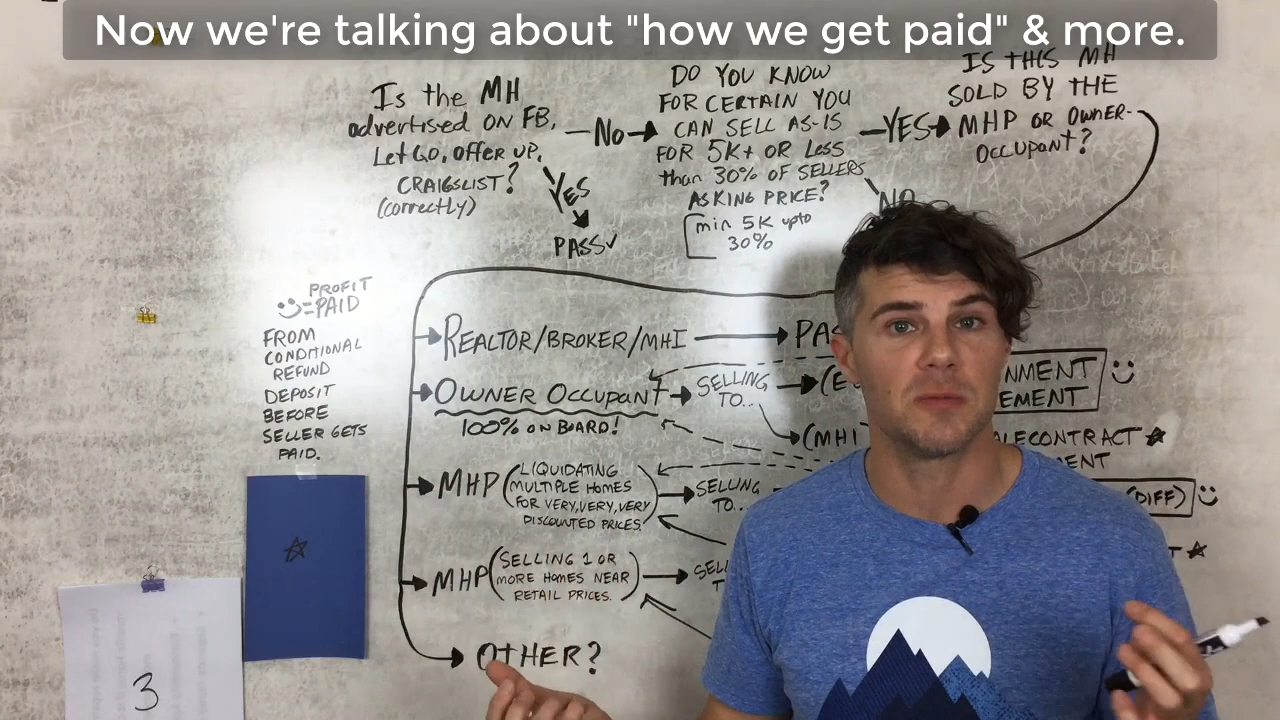 Now we're talking about "how we get paid" & more.
Is the MH
advertised ON FB,
Let GO, OFFER UP,
CRAIGSLIST?
(correctly)
No
YES
PASS
DO YOU KNOW
FOR CERTAIN YOU
CAN SELL AS-IS
FOR 5K+ OR Less
than 30% OF SELLERS
ASKING PRICE?
min 5K upto
30%
YES
NO
IS THIS MH
SOLD BY THE
MHP OR OWNER-
OCCUPANT?
PROFIT
=PAID
FROM
CONDITIONAL
REFUND
DEPOSIT
BEFORE
SELLER GETS
PAID.
REALTOR/BROKER/MHI
OWNER OCCUPANT
100% ON BOARD!
SELLING
TO...
(MHI
MHP (LIQUIDATING
MULTIPLE HOMES
FOR VERY, VERY, VERY
DISCOUNTED PRICES)
SELLING
TO..
(DIFF)
MHP (SELLING 1 OR
MORE HOMES NEAR
RETAIL PRICES.)
OTHER?
3